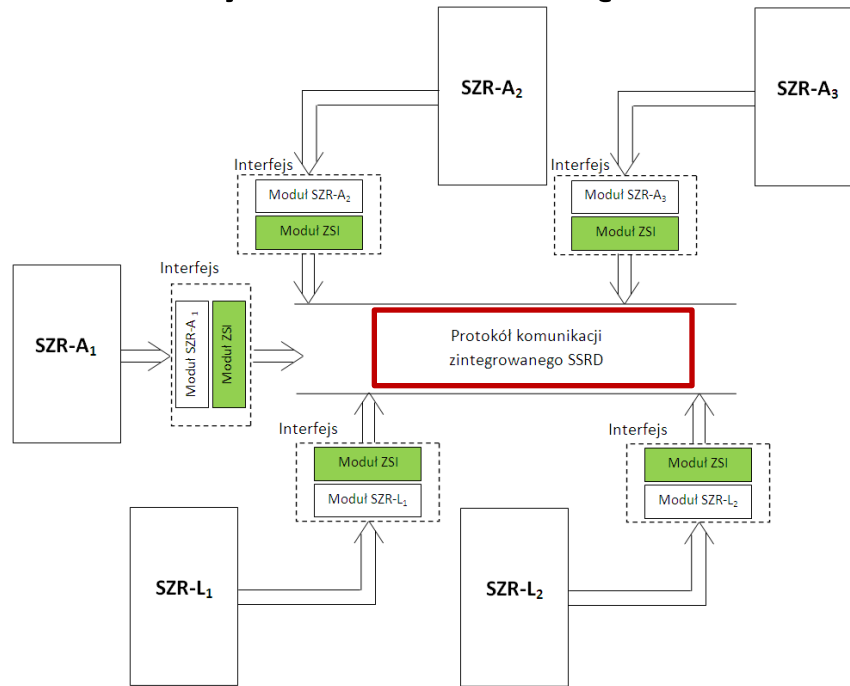 SZR-A₂
SZR-A₃
Interfejs
Moduł SZR-A₂
Moduł ZSI
Interfejs
Moduł SZR-A₃
Moduł ZSI
SZR-A₁
Interfejs
Moduł SZR-A ₁
Moduł ZSI
Protokół komunikacji
zintegrowanego SSRD
Interfejs
Moduł ZSI
Moduł SZR-L₁
Interfejs
Moduł ZSI
Moduł SZR-L₂
SZR-L₁
SZR-L₂